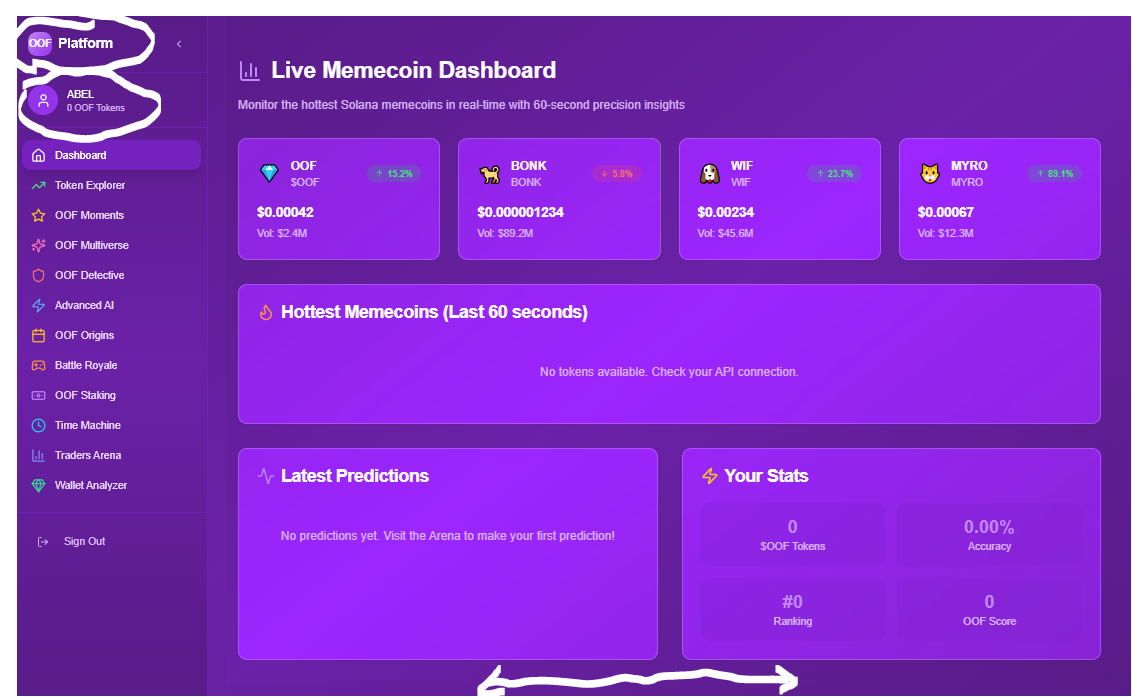 OOF Platform
ABEL
0 OOF Tokens
Dashboard
Token Explorer
OOF Moments
OOF Multiverse
OOF Detective
Advanced AI
OOF Origins
Battle Royale
OOF Staking
Time Machine
Traders Arena
Wallet Analyzer
Sign Out
Live Memecoin Dashboard
Monitor the hottest Solana memecoins in real-time with 60-second precision insights
OOF
$OOF
↑ 15.2%
$0.00042
Vol: $2.4M
BONK
BONK
↓ 5.8%
$0.000001234
Vol: $89.2M
WIF
WIF
↑ 23.7%
$0.00234
Vol: $45.6M
MYRO
MYRO
↑ 89.1%
$0.00067
Vol: $12.3M
Hottest Memecoins (Last 60 seconds)
No tokens available. Check your API connection.
Latest Predictions
No predictions yet. Visit the Arena to make your first prediction!
Your Stats
0
$OOF Tokens
0.00%
Accuracy
#0
Ranking
0
OOF Score